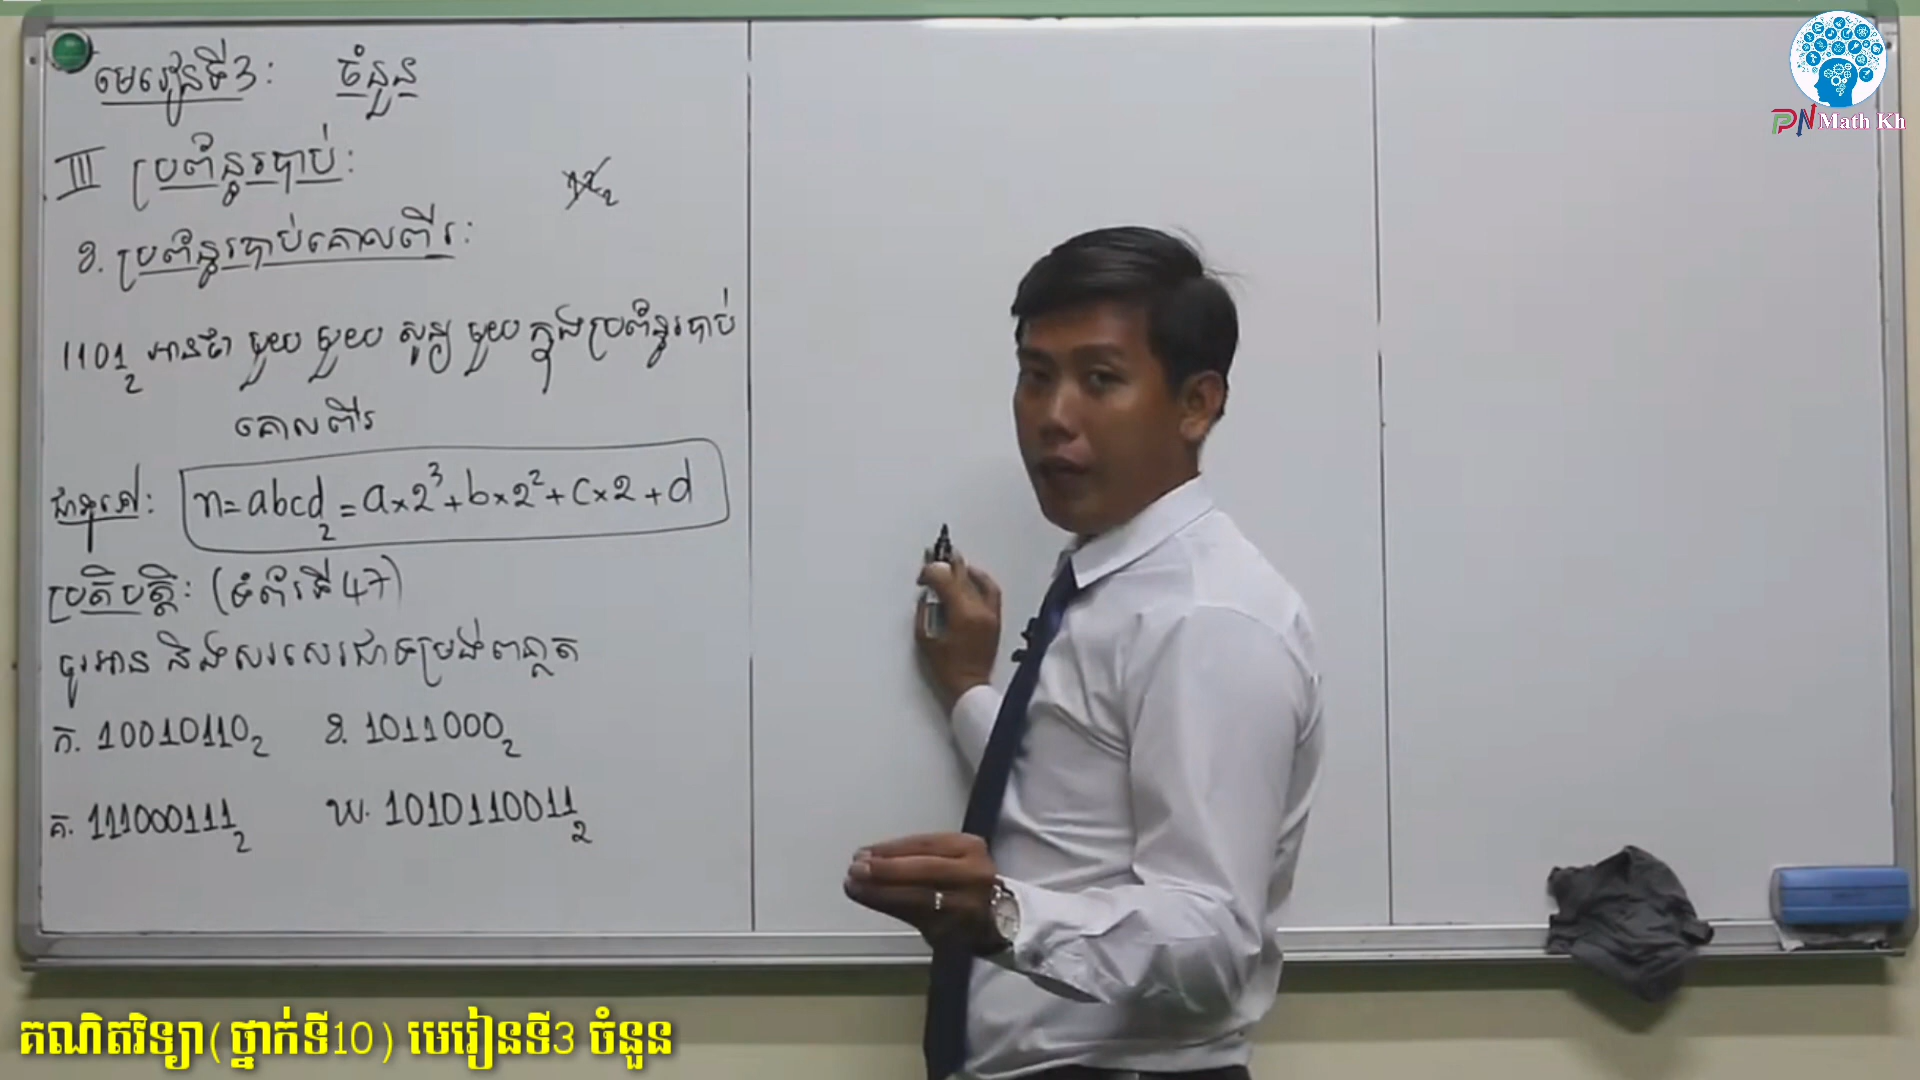 មេរៀនទី3: ចំនួន
III ប្រព័ន្ធរបាប់:
ខ. ប្រព័ន្ធរបាប់គោលពីរ:
1101₂ អានថា មួយ មួយ សូន្យ មួយ ក្នុងប្រព័ន្ធរបាប់
គោលពីរ
ជាទូទៅ: n=abcd₂=a×2³+b×2²+c×2+d
ប្រតិបត្តិ: (ទំព័រទី47)
ចូរអាន និងសរសេរជាទម្រង់ពន្លាត
ក. 10010110₂ ខ. 1011000₂
គ. 111000111₂ ឃ. 1010110011₂
PN Math Kh
គណិតវិទ្យា(ថ្នាក់ទី10) មេរៀនទី3 ចំនួន